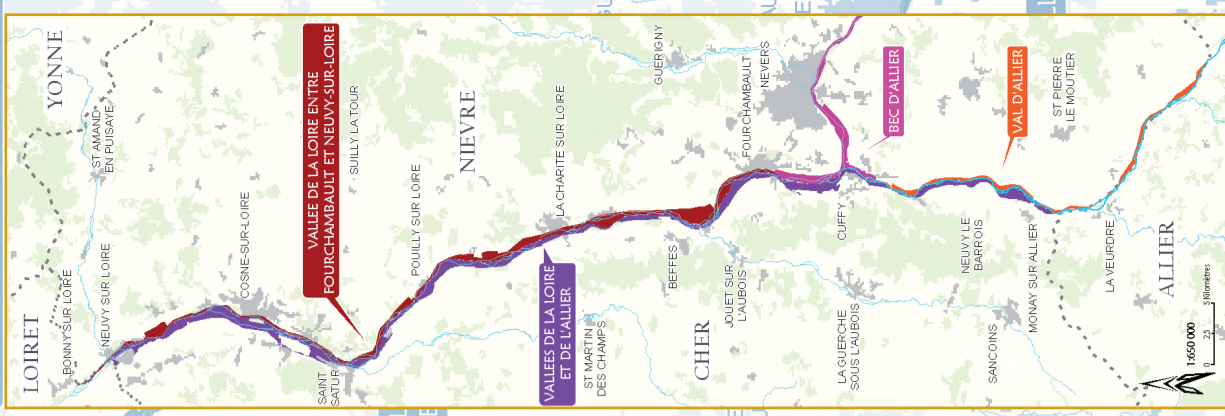 LOIRET
YONNE
BONNY SUR LOIRE
NEUVY SUR LOIRE
ST AMAND
EN PUISAYE
COSNE-SUR-LOIRE
SAINT
SATUR
VALLEE DE LA LOIRE ENTRE
FOURCHAMBAULT ET NEUVY-SUR-LOIRE
SUILLY LA TOUR
POUILLY SUR LOIRE
NIEVRE
LA CHARITE SUR LOIRE
VALLEES DE LA LOIRE
ET DE L'ALLIER
ST MARTIN
DES CHAMPS
GUERIGNY
BEFFES
CHER
JOUET SUR
L'AUBOIS
FOURCHAMBAULT
NEVERS
CUFFY
LA GUERCHE
SOUS L'AUBOIS
BEC D'ALLIER
NEUVY LE
BARROIS
SANCOINS
VAL D'ALLIER
MONAY SUR ALLIER
ST PIERRE
LE MOUTIER
LA VEURDRE
ALLIER
1:650 000
0 2,5 5 Kilomètres